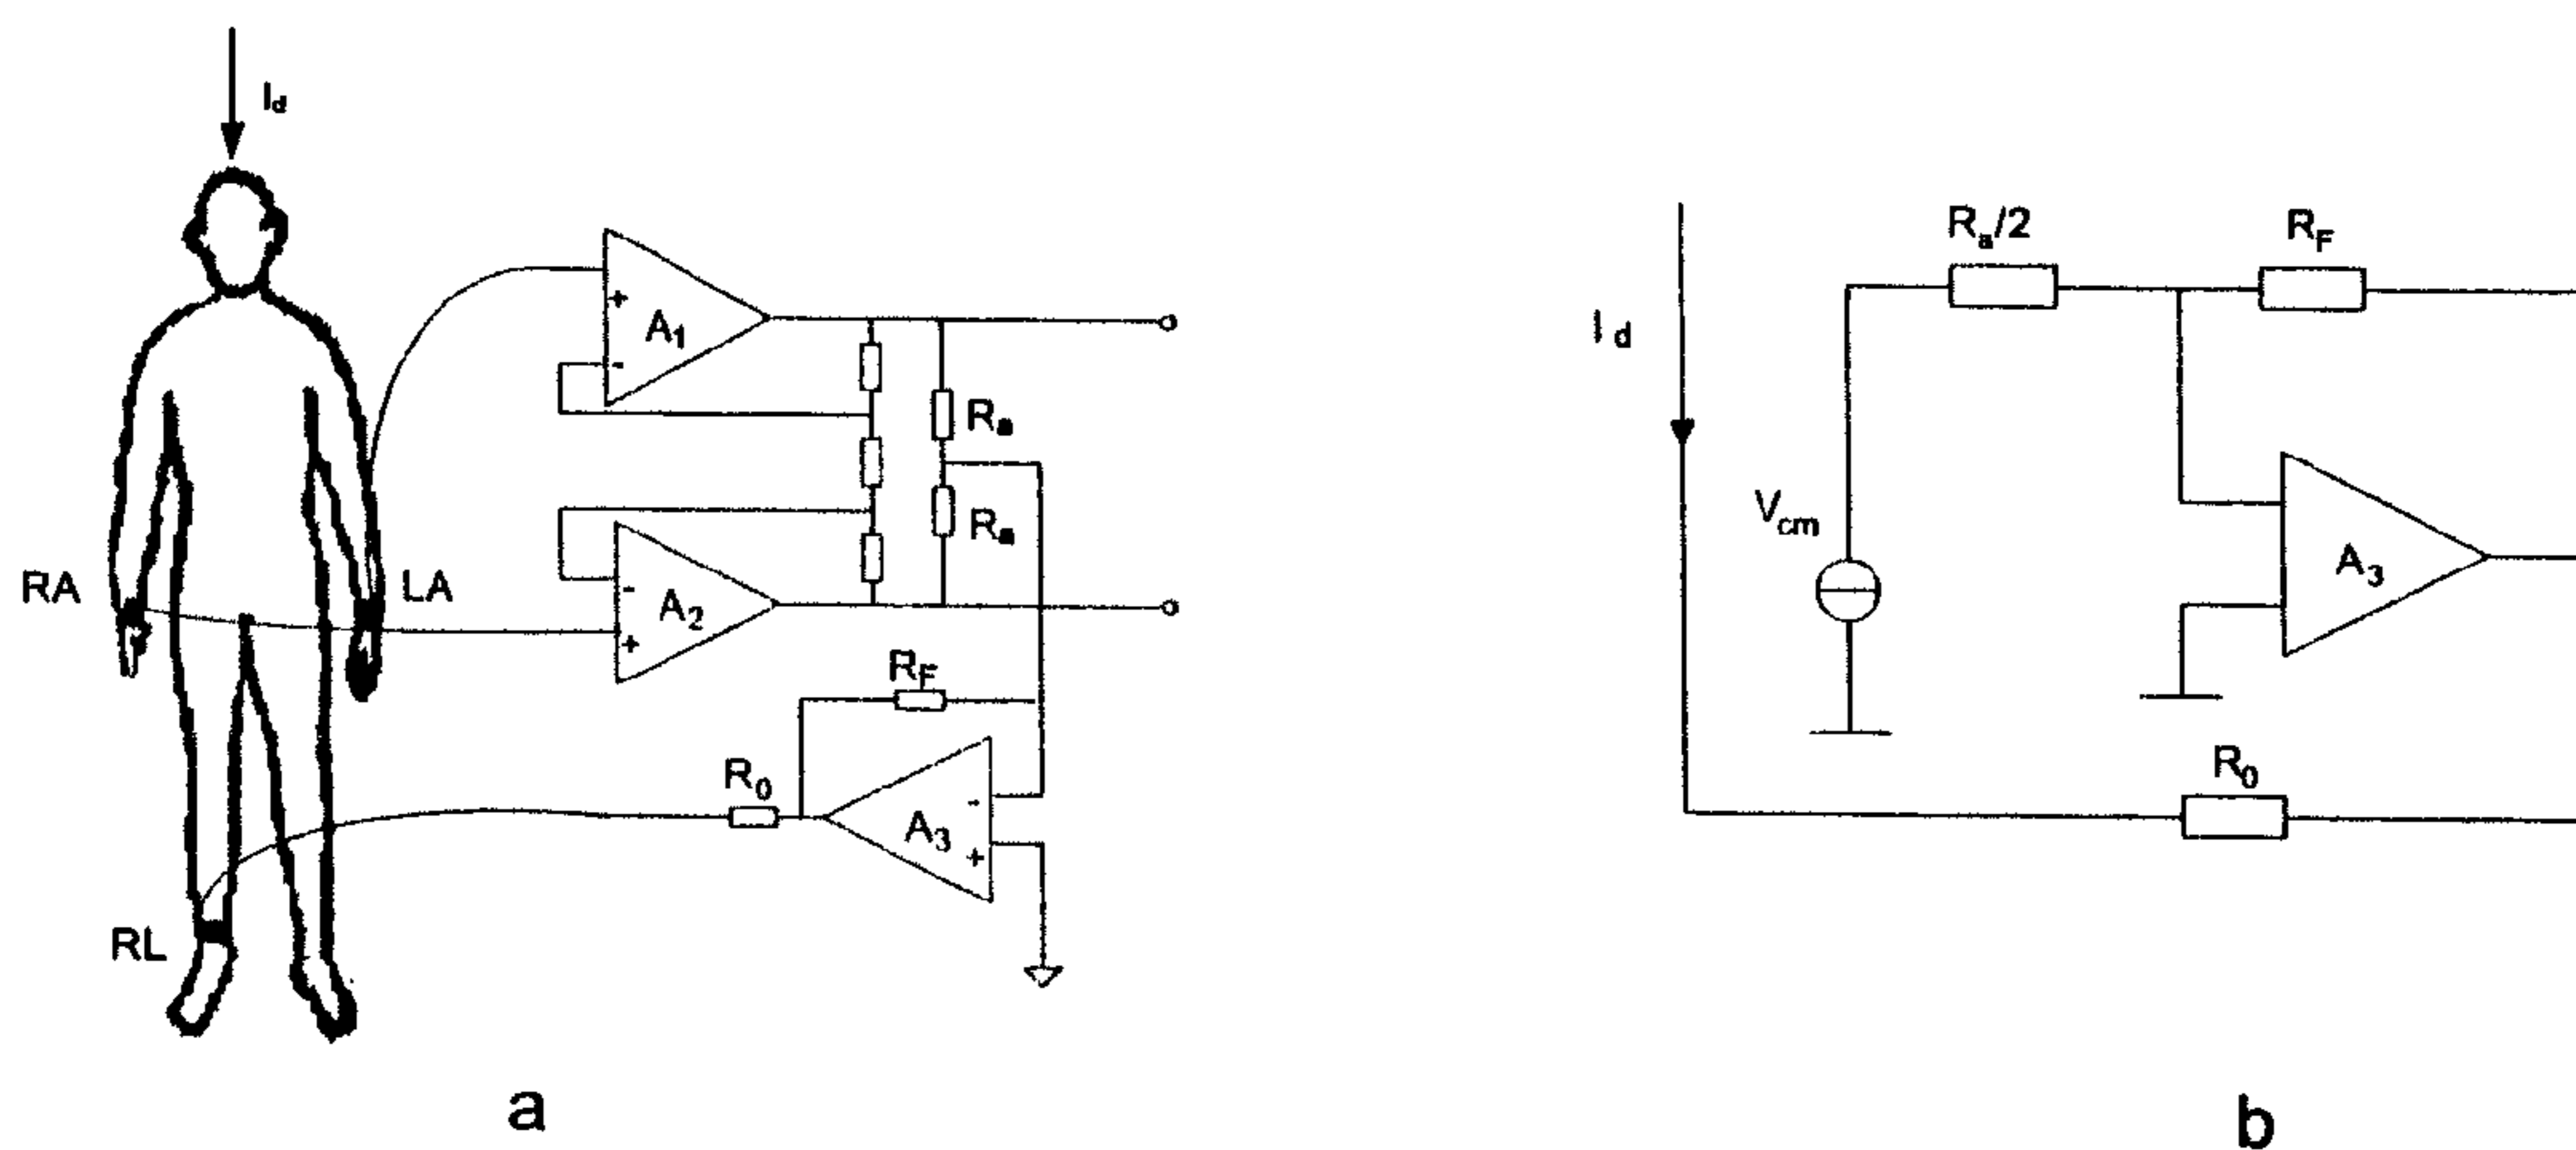 Id
+
A1
-
Ra
Ra
RA
LA
-
A2
+
RF
R0
-
A3
+
RL
a
Ra/2
RF
Id
Vcm
A3
R0
b